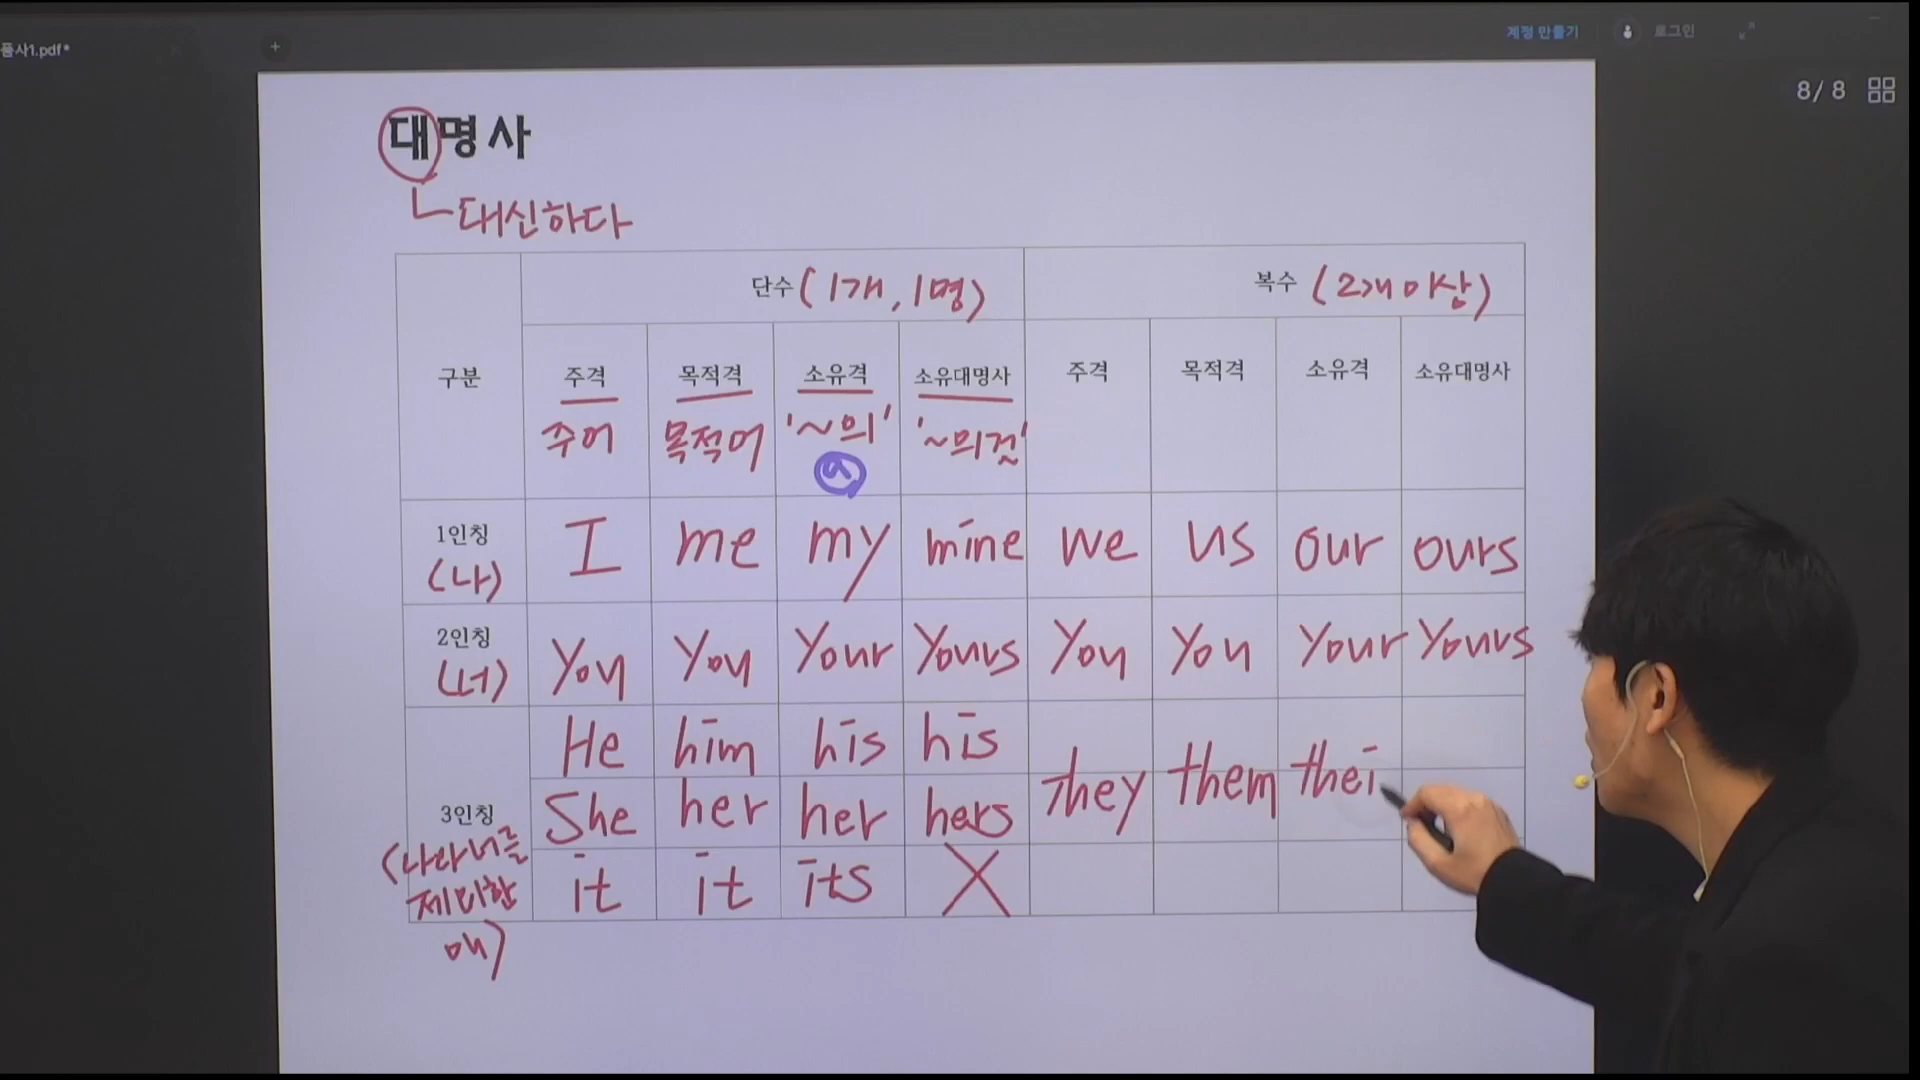 품사1.pdf*
+
계정 만들기
로그인
8/ 8
대명사
대신하다
단수 (1개, 1명)
복수 (2개 이상)
구분
주격
목적격
소유격
소유대명사
주격
목적격
소유격
소유대명사
주어
목적어
'~의'
'~의것'
a
1인칭
(나)
I
me
my
mine
we
us
our
ours
2인칭
(너)
You
You
Your
Yours
You
You
Your
Yours
3인칭
(나라너를
제외한
애)
He
him
his
his
She
her
her
hers
They
them
thei
it
it
its
X